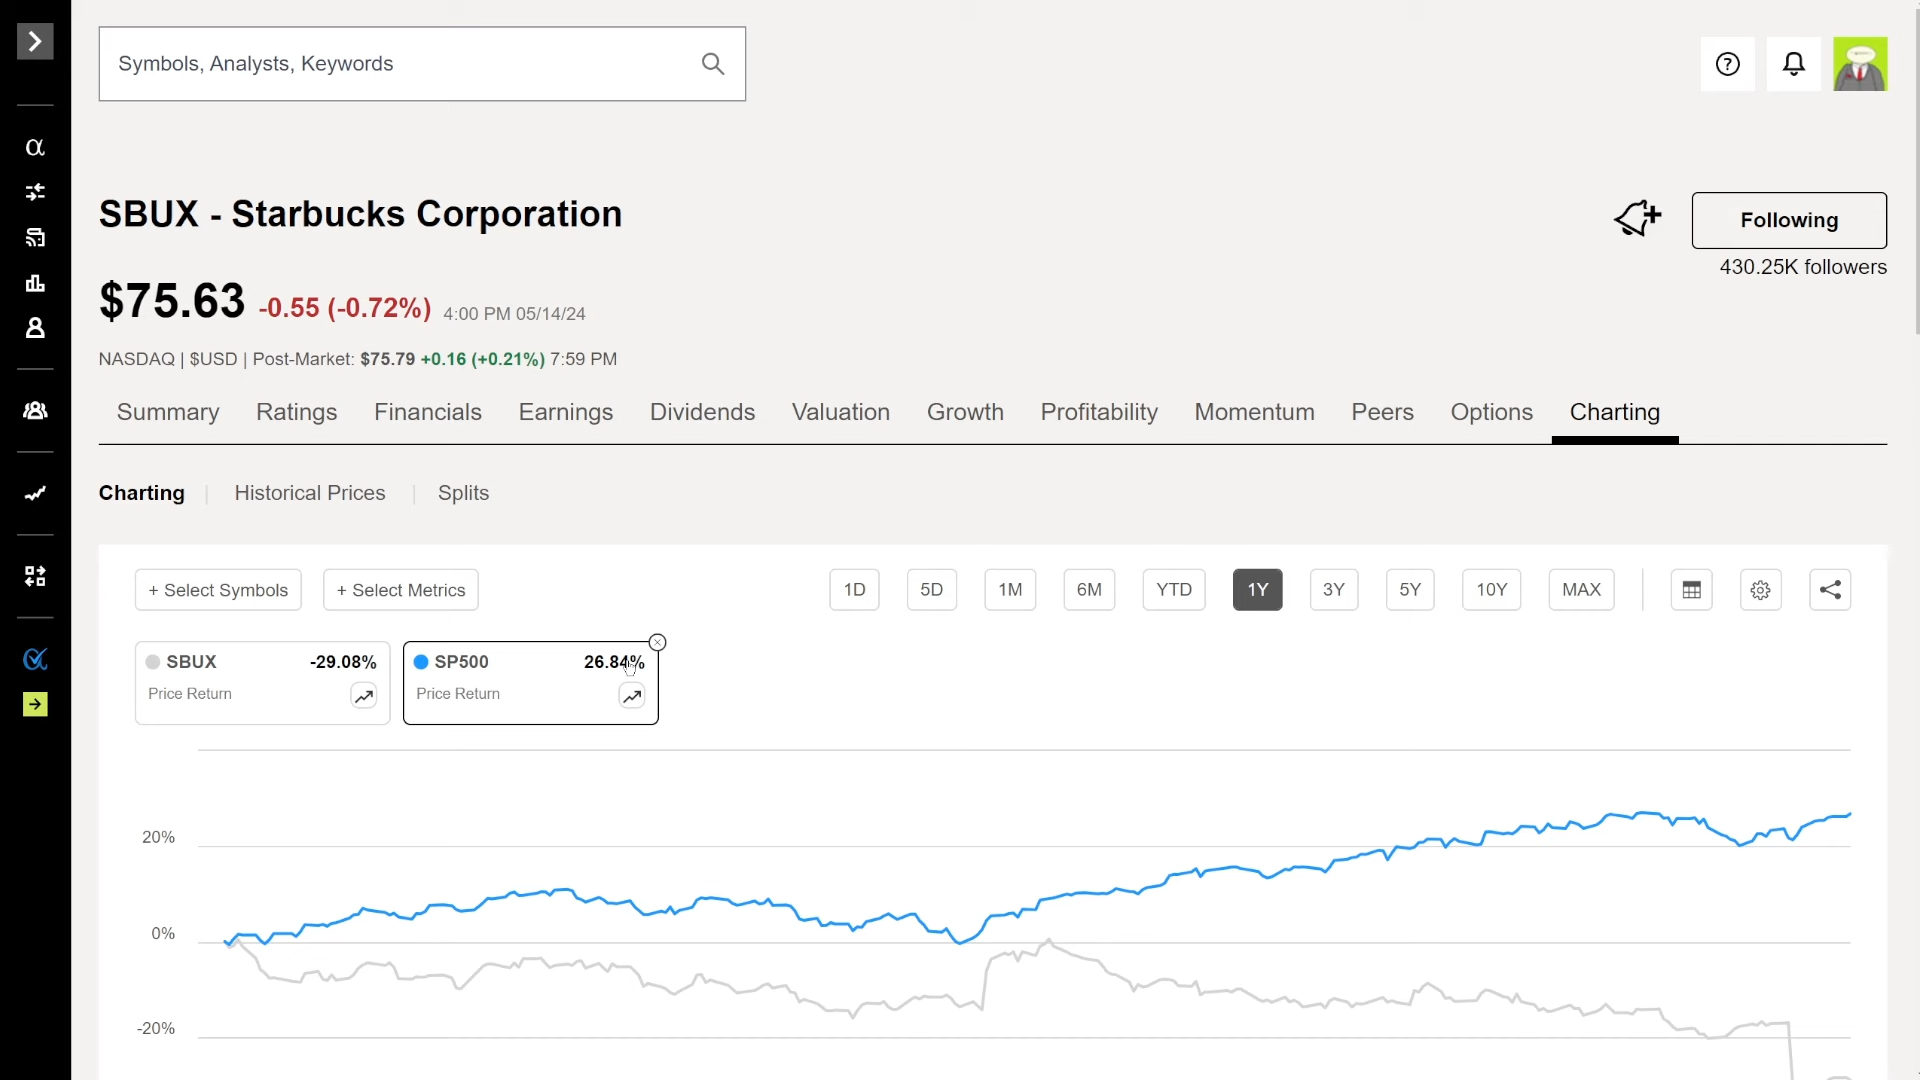 Symbols, Analysts, Keywords
SBUX - Starbucks Corporation
Following
430.25K followers
$75.63 -0.55 (-0.72%) 4:00 PM 05/14/24
NASDAQ | $USD | Post-Market: $75.79 +0.16 (+0.21%) 7:59 PM
Summary Ratings Financials Earnings Dividends Valuation Growth Profitability Momentum Peers Options Charting
Charting | Historical Prices | Splits
+ Select Symbols + Select Metrics 1D 5D 1M 6M YTD 1Y 3Y 5Y 10Y MAX
SBUX -29.08% SP500 26.84%
Price Return Price Return
20%
0%
-20%